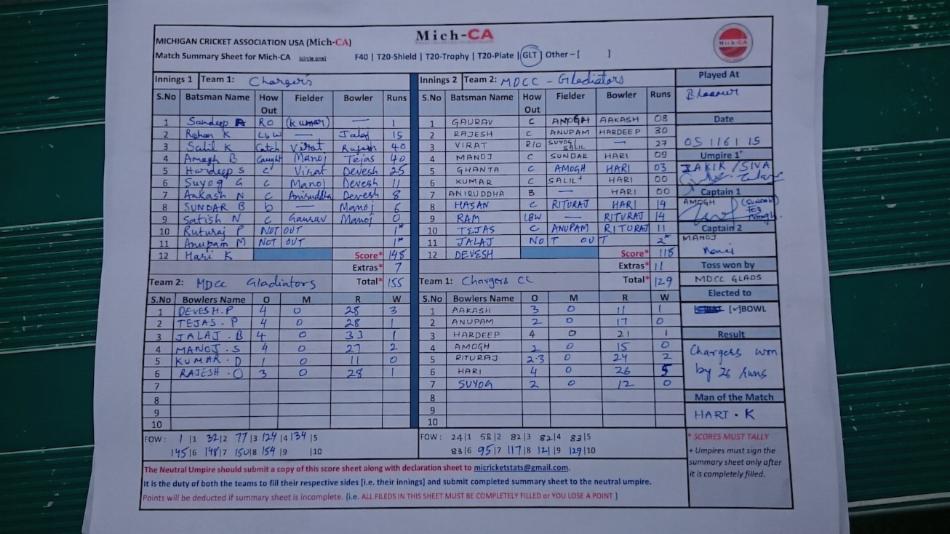 MICHIGAN CRICKET ASSOCIATION USA (Mich-CA)
Mich-CA
Match Summary Sheet for Mich-CA
F40 | T20-Shield | T20-Trophy | T20-Plate | GLT | Other – [ ]
Mich-CA
Innings 1 Team 1: Chargers
S.No Batsman Name How Out Fielder Bowler Runs
1 Sandeep A RO (KUMAR) — 1
2 Rohan K LBW — Jalaj 15
3 Salil K Catch Virat Rajesh 40
4 Amogh B Caught Manoj Tejas 40
5 Hardeep S C Virat Devesh 25
6 Suyog G C Manoj Devesh 11
7 Aakash N C Aniruddha Devesh 8
8 SUNDAR B D — Manoj 6
9 Satish N C Gaurav Manoj 0
10 Ruturaj P NOT OUT 1*
11 Anupam M NOT OUT 1*
12 Hari K Score* 148
Extras* 7
Team 2: MDCC Gladiators Total* 155
S.No Bowlers Name O M R W
1 DEVESH.P 4 0 28 3
2 TEJAS.P 4 0 28 1
3 JALAJ.B 4 0 33 1
4 MANOJ.S 4 0 27 2
5 KUMAR.D 1 0 11 0
6 RAJESH.O 3 0 28 1
7
8
9
10
FOW: 1|1 32|2 77|3 124|4 134|5
145|6 148|7 150|8 154|9 |10
Innings 2 Team 2: MDCC - Gladiators
S.No Batsman Name How Out Fielder Bowler Runs
1 GAURAV C AMOGH AAKASH 08
2 RAJESH C ANUPAM HARDEEP 30
3 VIRAT R/O SUYOG/SALIL — 27
4 MANOJ C SUNDAR HARI 09
5 GHANTA C AMOGH HARI 03
6 KUMAR C SALIL HARI 00
7 ANIRUDDHA B — HARI 00
8 HASAN C RITURAJ HARI 14
9 RAM LBW — RITURAJ 14
10 TEJAS C ANUPAM RITORAJ 11
11 JALAJ NOT OUT 2*
12 DEVESH Score* 118
Extras* 11
Team 1: Chargers CC Total* 129
S.No Bowlers Name O M R W
1 AAKASH 3 0 11 1
2 ANUPAM 2 0 17 0
3 HARDEEP 4 0 21 1
4 AMOGH 2 0 15 0
5 RITURAJ 2.3 0 24 2
6 HARI 4 0 26 5
7 SUYOG 2 0 12 0
8
9
10
FOW: 24|1 58|2 82|3 82|4 83|5
83|6 95|7 117|8 121|9 129|10
Played At
Date
05/16/15
Umpire 1
ZAKIR / SIVA
Captain 1
AMOGH
Captain 2
MANOJ
Toss won by
MDCC GLADS
Elected to
[✓]BOWL
Result
Chargers won
by 26 runs
Man of the Match
HARI - K
* SCORES MUST TALLY
+ Umpires must sign the
summary sheet only after
it is completely filled.
The Neutral Umpire should submit a copy of this score sheet along with declaration sheet to micricketstats@gmail.com.
It is the duty of both the teams to fill their respective sides [i.e. their innings] and submit completed summary sheet to the neutral umpire.
Points will be deducted if summary sheet is incomplete. [i.e. ALL FILEDS IN THIS SHEET MUST BE COMPLETELY FILLED or YOU LOSE A POINT ]